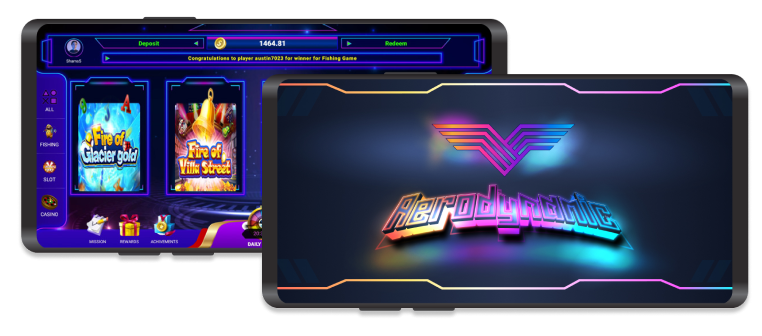 Deposit
1464.81
Redeem
Congratulations to player austin7023 for winner for Fishing Game
ALL
FISHING
SLOT
CASINO
Fire of
Glacier gold
Fire of
Villa Street
MISSION
REWARDS
ACHIVEMENTS
DAILY
Aerodynamic